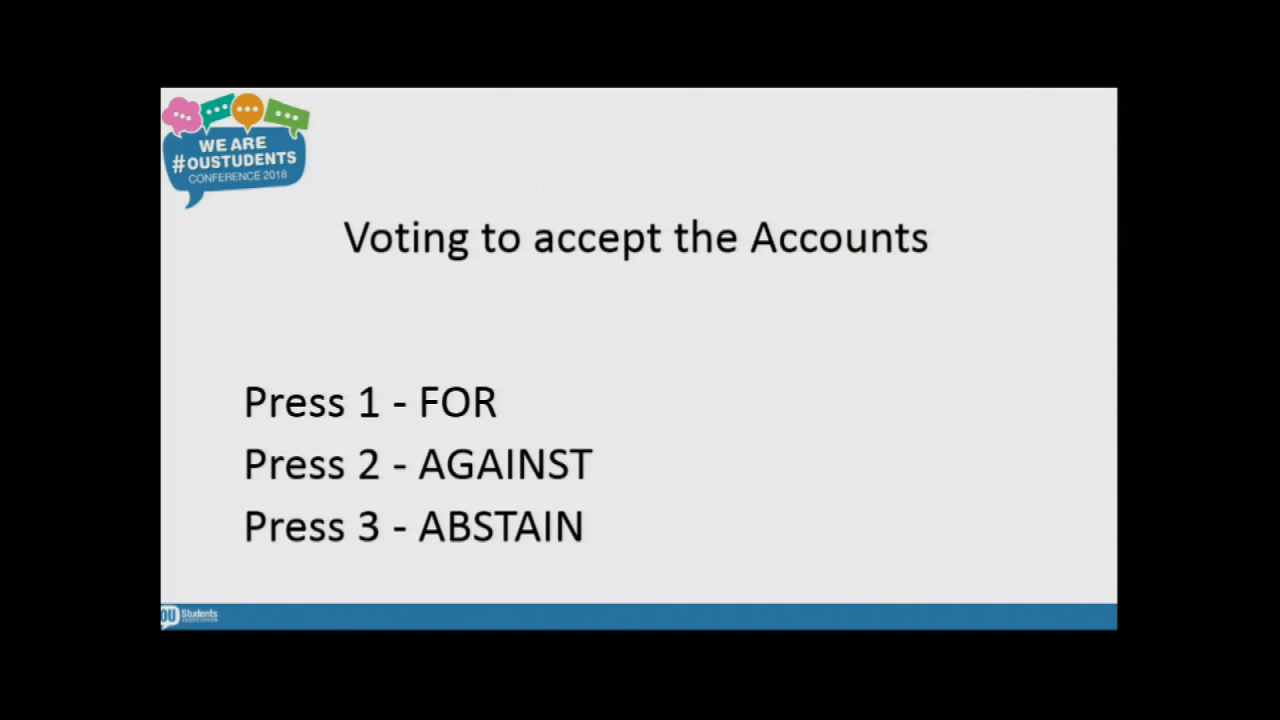 WE ARE
#OUSTUDENTS
CONFERENCE 2018
Voting to accept the Accounts
Press 1 - FOR
Press 2 - AGAINST
Press 3 - ABSTAIN
OU Students
ASSOCIATION